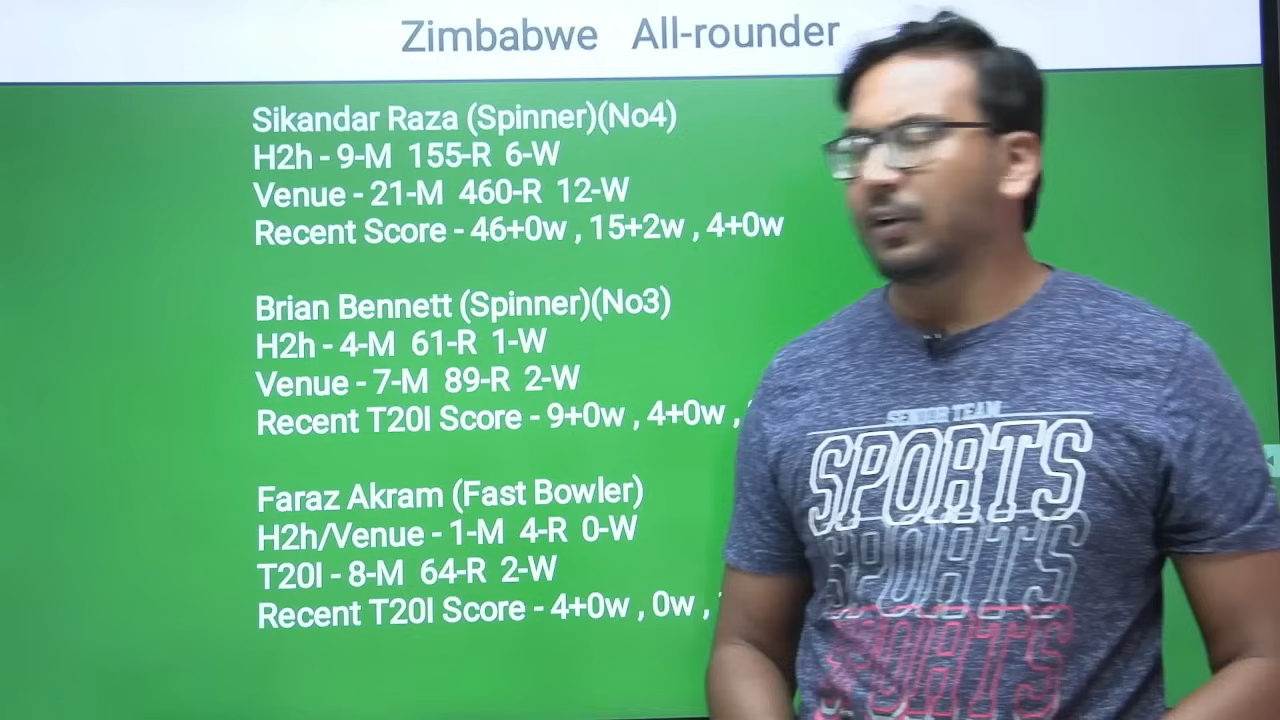 Zimbabwe All-rounder
Sikandar Raza (Spinner)(No4)
H2h - 9-M 155-R 6-W
Venue - 21-M 460-R 12-W
Recent Score - 46+0w , 15+2w , 4+0w
Brian Bennett (Spinner)(No3)
H2h - 4-M 61-R 1-W
Venue - 7-M 89-R 2-W
Recent T20I Score - 9+0w , 4+0w ,
Faraz Akram (Fast Bowler)
H2h/Venue - 1-M 4-R 0-W
T20I - 8-M 64-R 2-W
Recent T20I Score - 4+0w , 0w ,
SENIOR TEAM
SPORTS
SPORTS
SPORTS